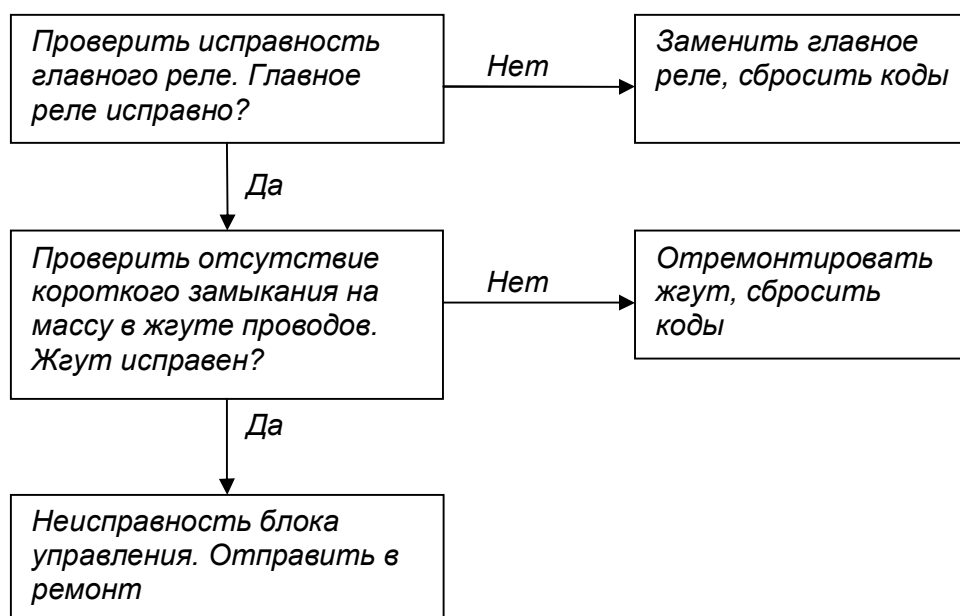 Проверить исправность
главного реле. Главное
реле исправно?
Нет
Заменить главное
реле, сбросить коды
Да
Проверить отсутствие
короткого замыкания на
массу в жгуте проводов.
Жгут исправен?
Нет
Отремонтировать
жгут, сбросить
коды
Да
Неисправность блока
управления. Отправить в
ремонт